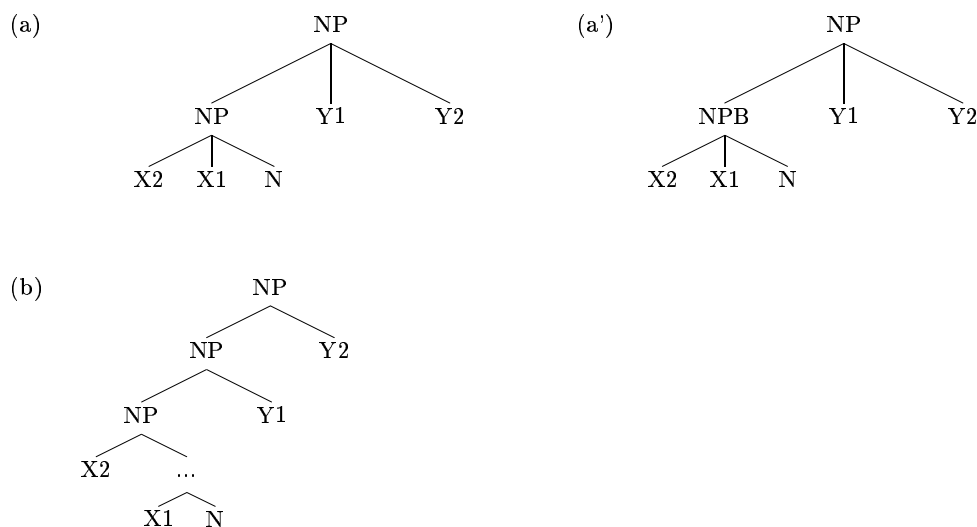 (a) NP (a') NP
NP Y1 Y2 NPB Y1 Y2
X2 X1 N X2 X1 N
(b) NP
NP Y2
NP Y1
X2 ...
X1 N